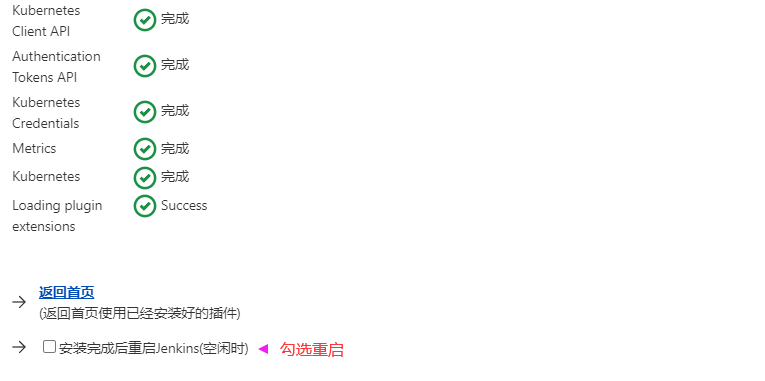 Kubernetes
Client API
完成
Authentication
Tokens API
完成
Kubernetes
Credentials
完成
Metrics
完成
Kubernetes
完成
Loading plugin
extensions
Success
返回首页
(返回首页使用已经安装好的插件)
安装完成后重启Jenkins(空闲时)
勾选重启